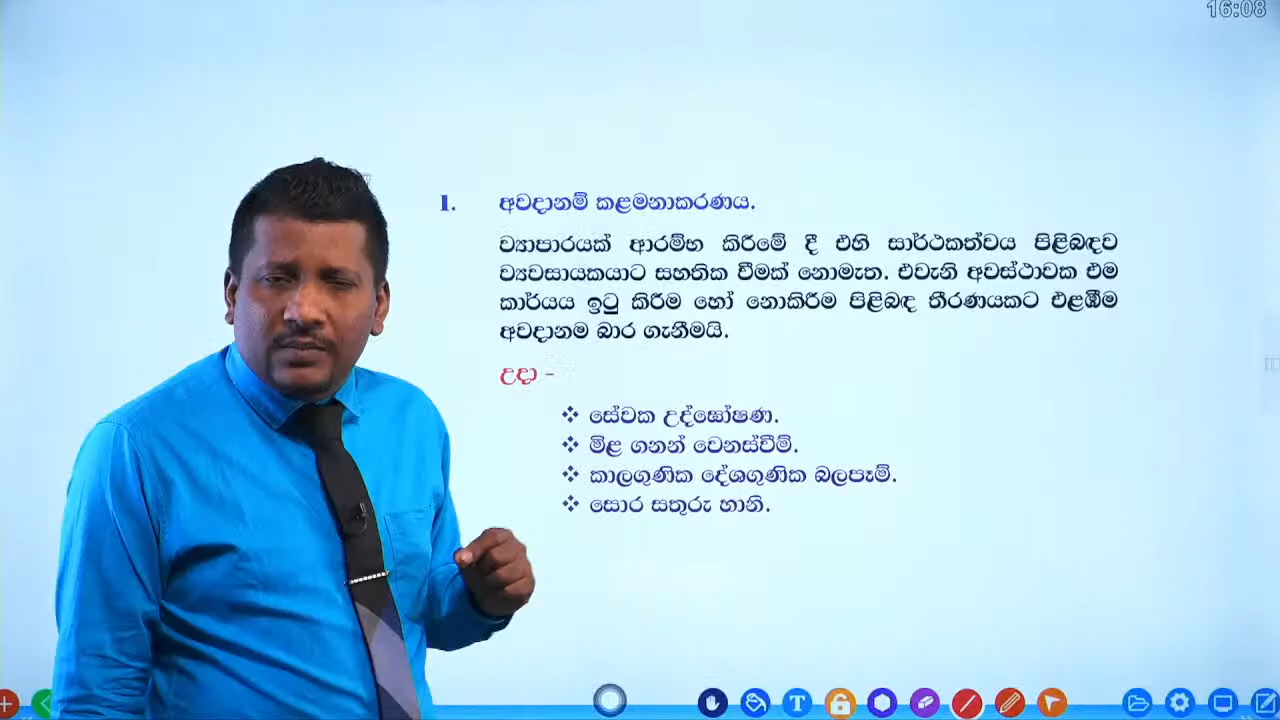 16:08
1. අවදානම් කළමනාකරණය.
ව්‍යාපාරයක් ආරම්භ කිරීමේ දී එහි සාර්ථකත්වය පිළිබඳව
ව්‍යවසායකයාට සහතික වීමක් නොමැත. එවැනි අවස්ථාවක එම
කාර්යය ඉටු කිරීම හෝ නොකිරීම පිළිබඳ තීරණයකට එළඹීම
අවදානම බාර ගැනීමයි.
උදා -
❖ සේවක උද්ඝෝෂණ.
❖ මිළ ගනන් වෙනස්වීම්.
❖ කාලගුණික දේශගුණික බලපෑම්.
❖ සොර සතුරු හානි.
T